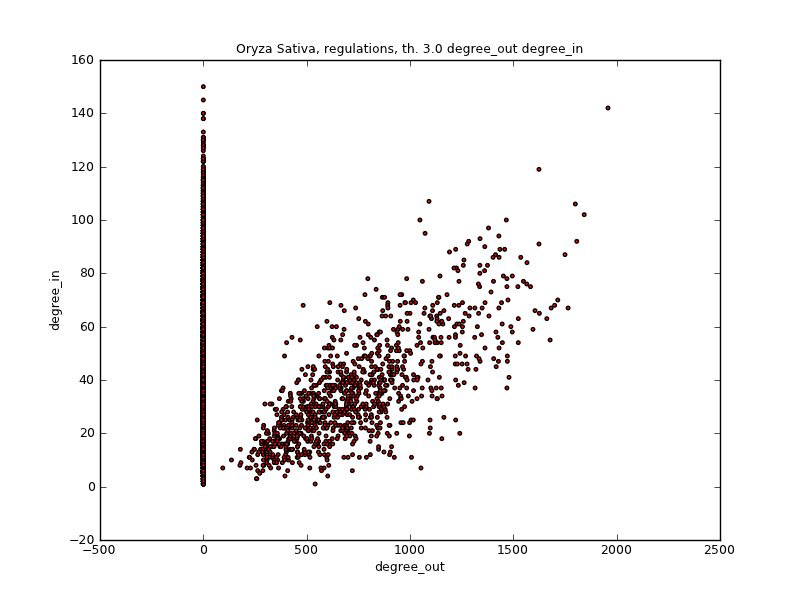 Oryza Sativa, regulations, th. 3.0 degree_out degree_in
160
140
120
100
80
60
40
20
0
−20
degree_in
−500 0 500 1000 1500 2000 2500
degree_out